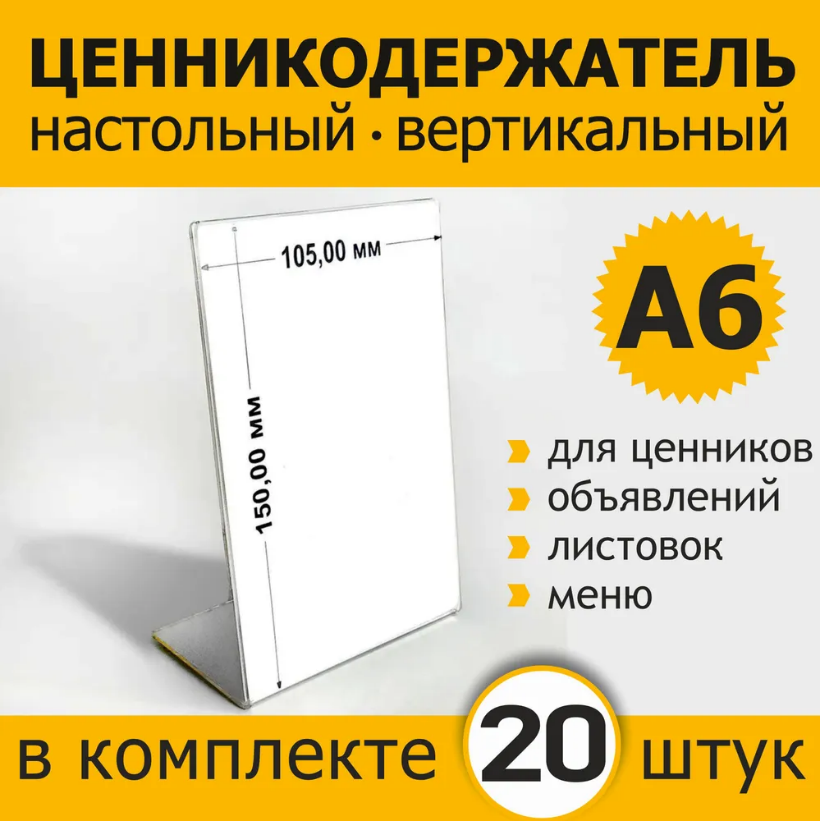 ЦЕННИКОДЕРЖАТЕЛЬ
настольный · вертикальный
105,00 мм
А6
150,00 мм
для ценников
объявлений
листовок
меню
в комплекте 20 штук